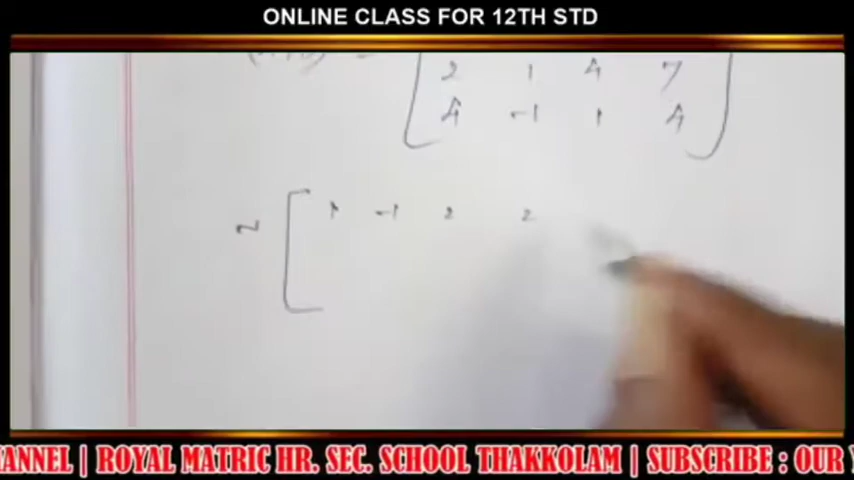 ONLINE CLASS FOR 12TH STD
2 1 4 7
4 -1 1 4
~ [ 1 -1 2 2
HANNEL | ROYAL MATRIC HR. SEC. SCHOOL THAKKOLAM | SUBSCRIBE : OUR Y